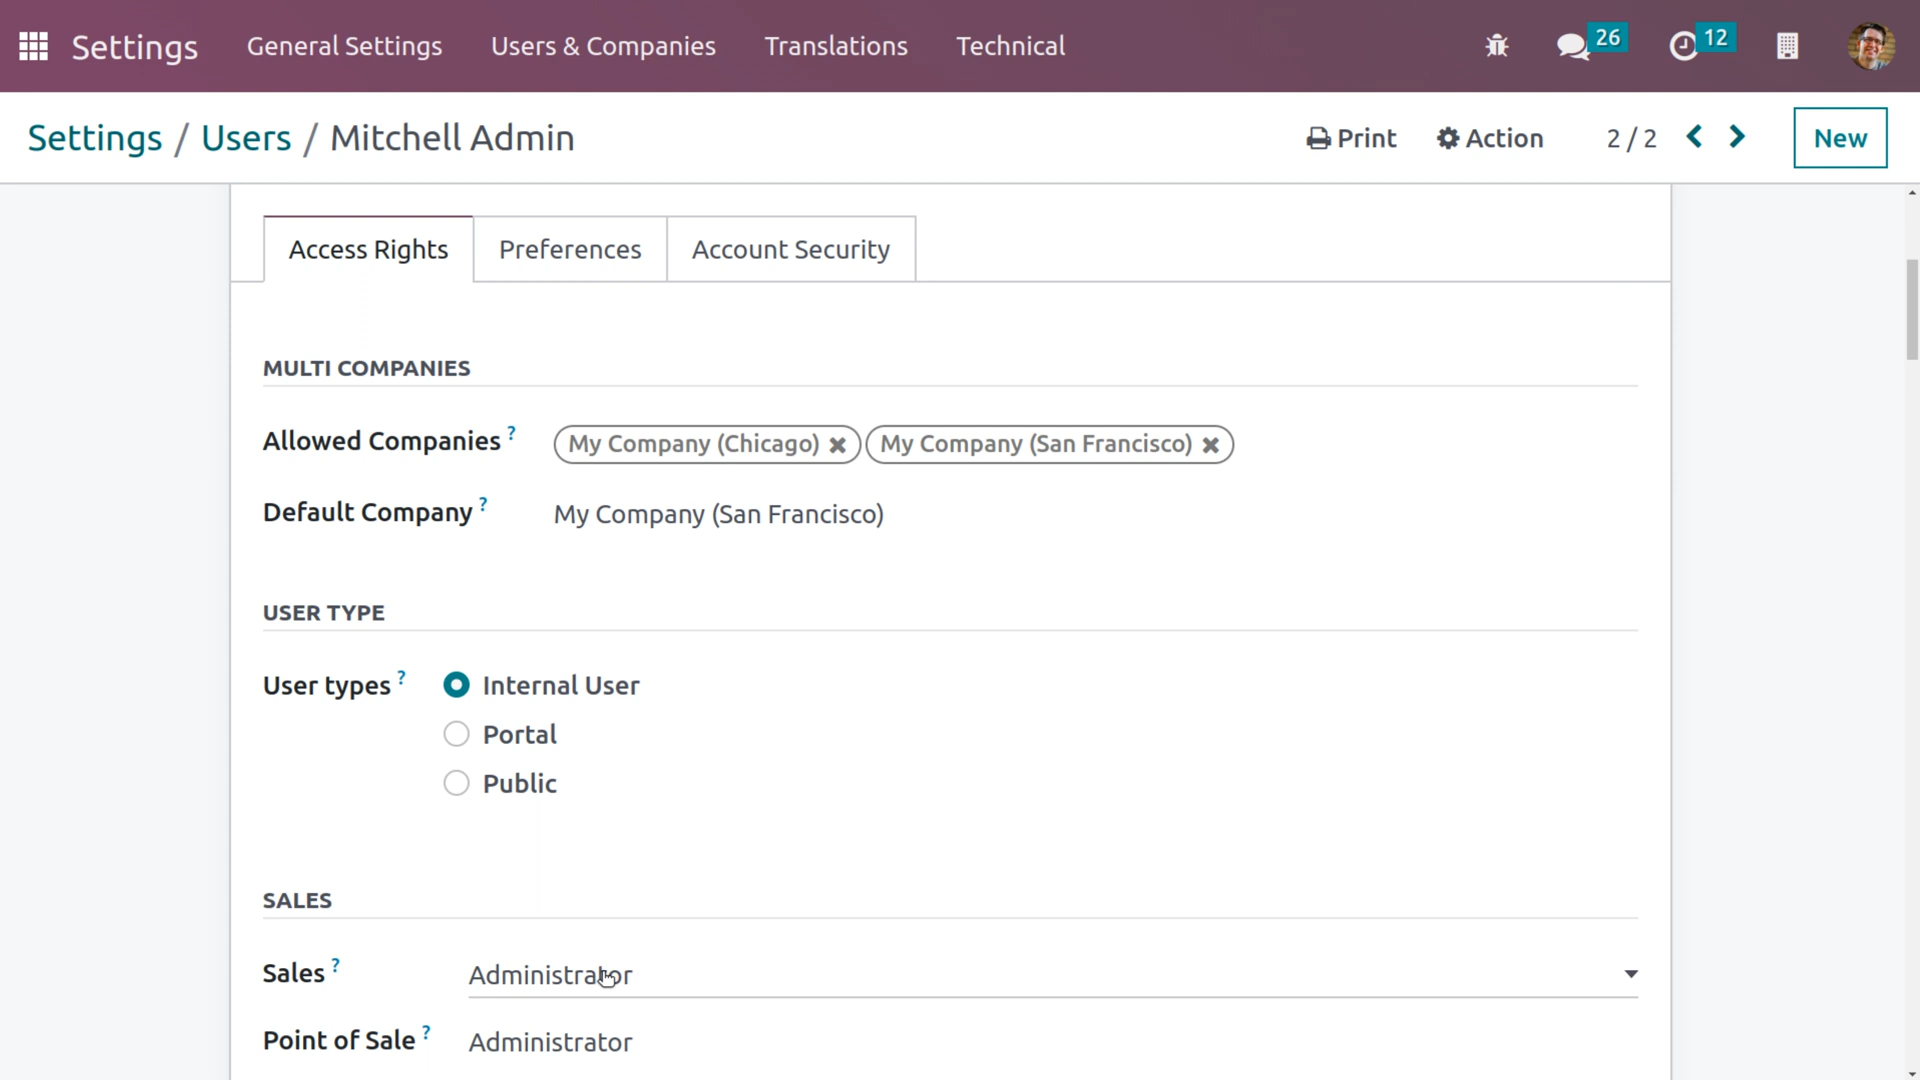 Settings General Settings Users & Companies Translations Technical 26 12
Settings / Users / Mitchell Admin Print Action 2 / 2 New
Access Rights Preferences Account Security
MULTI COMPANIES
Allowed Companies ? My Company (Chicago) My Company (San Francisco)
Default Company ? My Company (San Francisco)
USER TYPE
User types ? Internal User
Portal
Public
SALES
Sales ? Administrator
Point of Sale ? Administrator